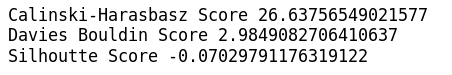 Calinski-Harasbasz Score 26.63756549021577
Davies Bouldin Score 2.9849082706410637
Silhoutte Score -0.07029791176319122